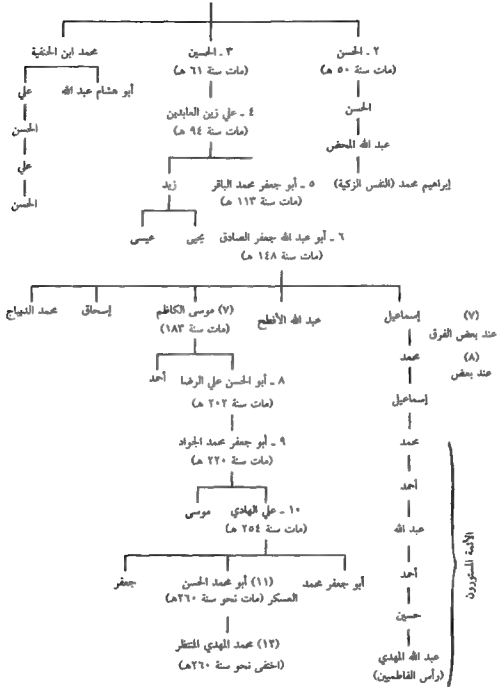 ٢ ـ الحسن
(مات سنة ٥٠ هـ)
الحسن
عبد الله المحض
إبراهيم محمد (النفس الزكية)
٣ ـ الحسين
(مات سنة ٦١ هـ)
٤ ـ علي زين العابدين
(مات سنة ٩٤ هـ)
٥ ـ أبو جعفر محمد الباقر
(مات سنة ١١٣ هـ)
زيد
يحيى
عيسى
٦ ـ أبو عبد الله جعفر الصادق
(مات سنة ١٤٨ هـ)
محمد ابن الحنفية
أبو هشام عبد الله
علي
الحسن
علي
الحسن
(٧)
عند بعض الفرق
(٨)
عند بعض
إسماعيل
محمد
إسماعيل
محمد
أحمد
عبد الله
أحمد
حسين
عبد الله المهدي
(رأس الفاطميين)
الأئمة المستورون
عبد الله الأفطح
(٧) موسى الكاظم
(مات سنة ١٨٣)
إسحاق
محمد الديباج
٨ ـ أبو الحسن علي الرضا
(مات سنة ٢٠٢ هـ)
أحمد
٩ ـ أبو جعفر محمد الجواد
(مات سنة ٢٢٠ هـ)
١٠ ـ علي الهادي
(مات سنة ٢٥٤ هـ)
موسى
أبو جعفر محمد
(١١) أبو محمد الحسن
العسكر (مات نحو سنة ٢٦٠هـ)
جعفر
(١٢) محمد المهدي المنتظر
(اختفى نحو سنة ٢٦٠هـ)